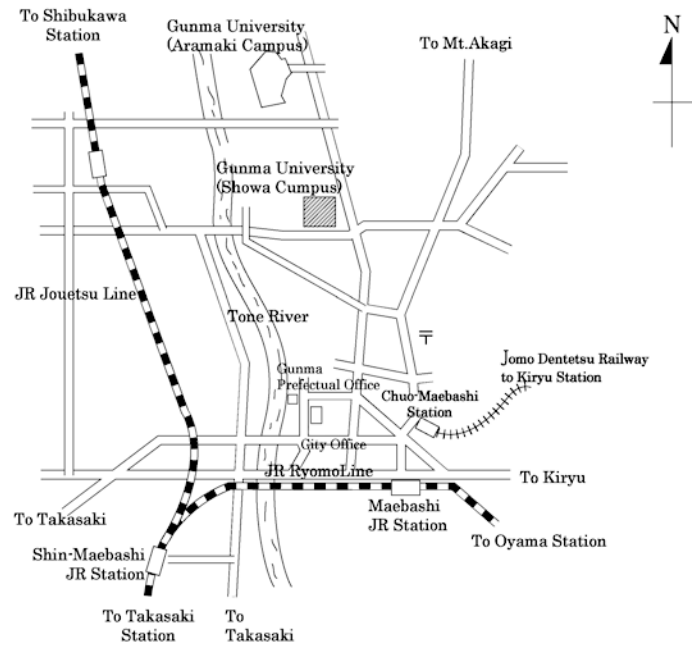 To Shibukawa
Station
Gunma University
(Aramaki Campus)
To Mt.Akagi
N
Gunma University
(Showa Campus)
JR Jouetsu Line
Tone River
〒
Gunma
Prefectual Office
Jomo Dentetsu Railway
to Kiryu Station
Chuo-Maebashi
Station
City Office
JR RyomoLine
To Kiryu
To Takasaki
Maebashi
JR Station
To Oyama Station
Shin-Maebashi
JR Station
To Takasaki
Station
To
Takasaki